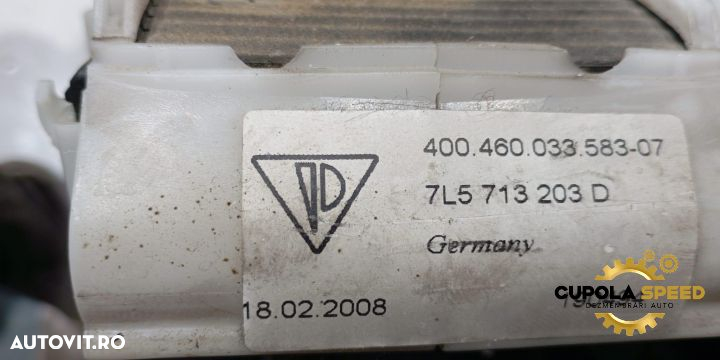 400.460.033.583-07
7L5 713 203 D
Germany
18.02.2008
CUPOLA SPEED
DEZMEMBRĂRI AUTO
AUTOVIT.RO